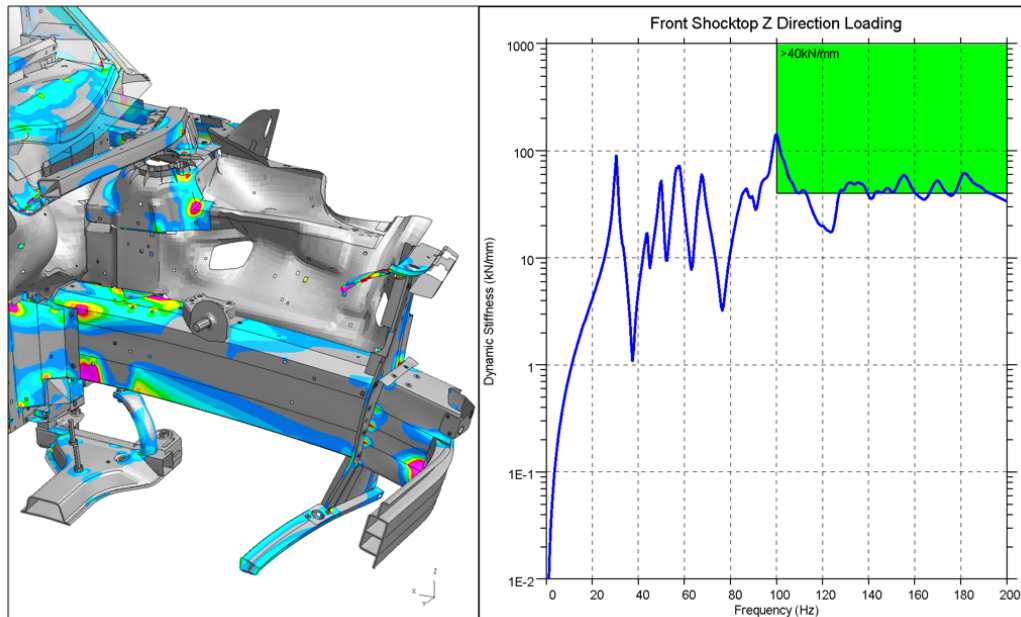 Front Shocktop Z Direction Loading
1000
>40kN/mm
100
10
1
1E-1
1E-2
Dynamic Stiffness (kN/mm)
0 20 40 60 80 100 120 140 160 180 200
Frequency (Hz)
Z
X
Y